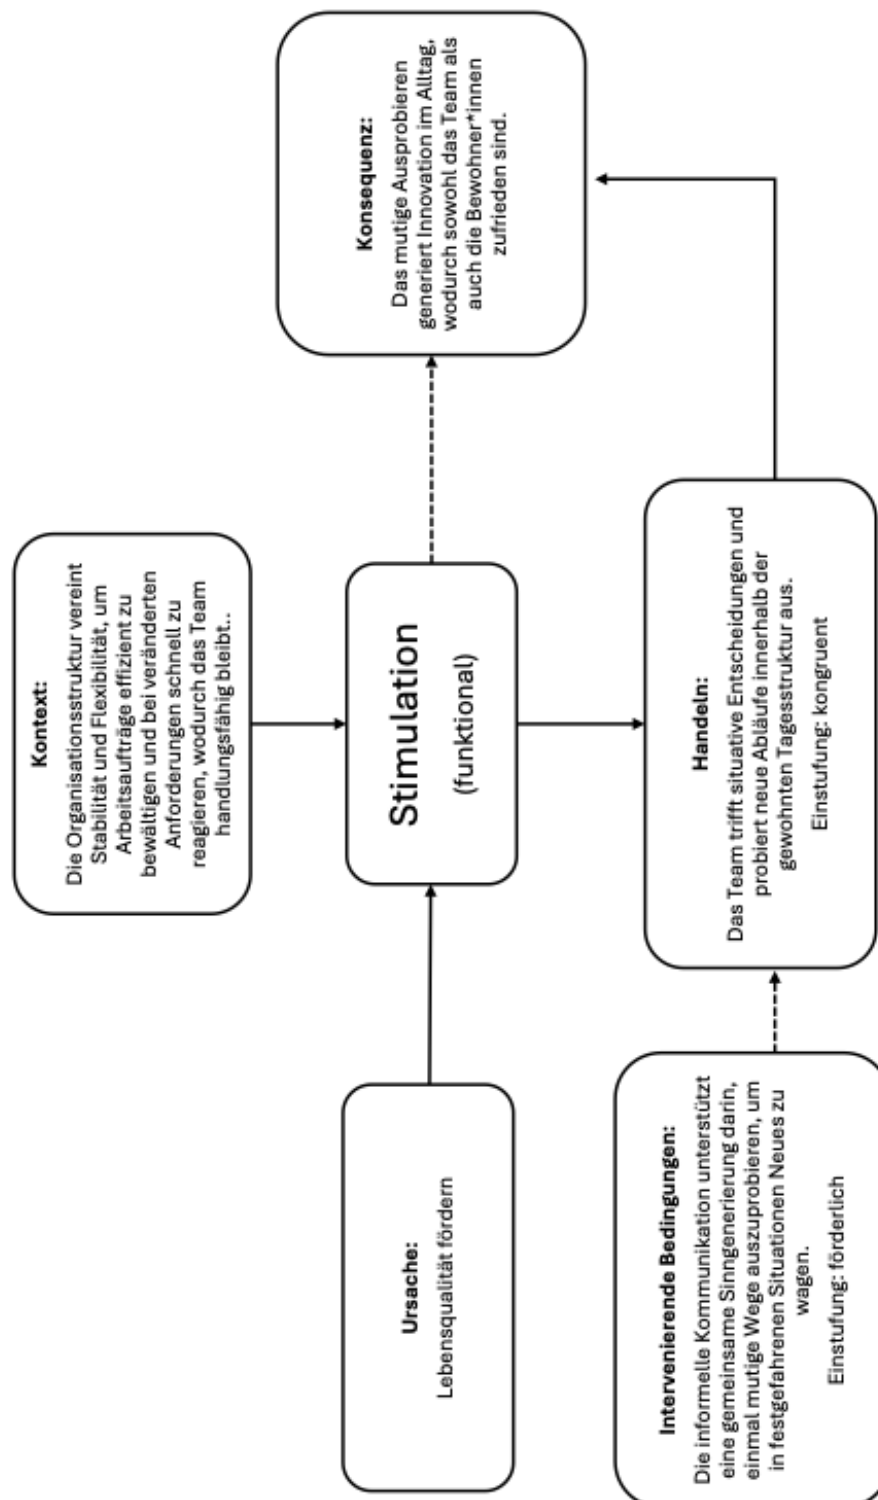 Kontext:
Die Organisationsstruktur vereint
Stabilität und Flexibilität, um
Arbeitsaufträge effizient zu
bewältigen und bei veränderten
Anforderungen schnell zu
reagieren, wodurch das Team
handlungsfähig bleibt..
Ursache:
Lebensqualität fördern
Stimulation
(funktional)
Konsequenz:
Das mutige Ausprobieren
generiert Innovation im Alltag,
wodurch sowohl das Team als
auch die Bewohner*innen
zufrieden sind.
Intervenierende Bedingungen:
Die informelle Kommunikation unterstützt
eine gemeinsame Sinngenerierung darin,
einmal mutige Wege auszuprobieren, um
in festgefahrenen Situationen Neues zu
wagen.
Einstufung: förderlich
Handeln:
Das Team trifft situative Entscheidungen und
probiert neue Abläufe innerhalb der
gewohnten Tagesstruktur aus.
Einstufung: kongruent